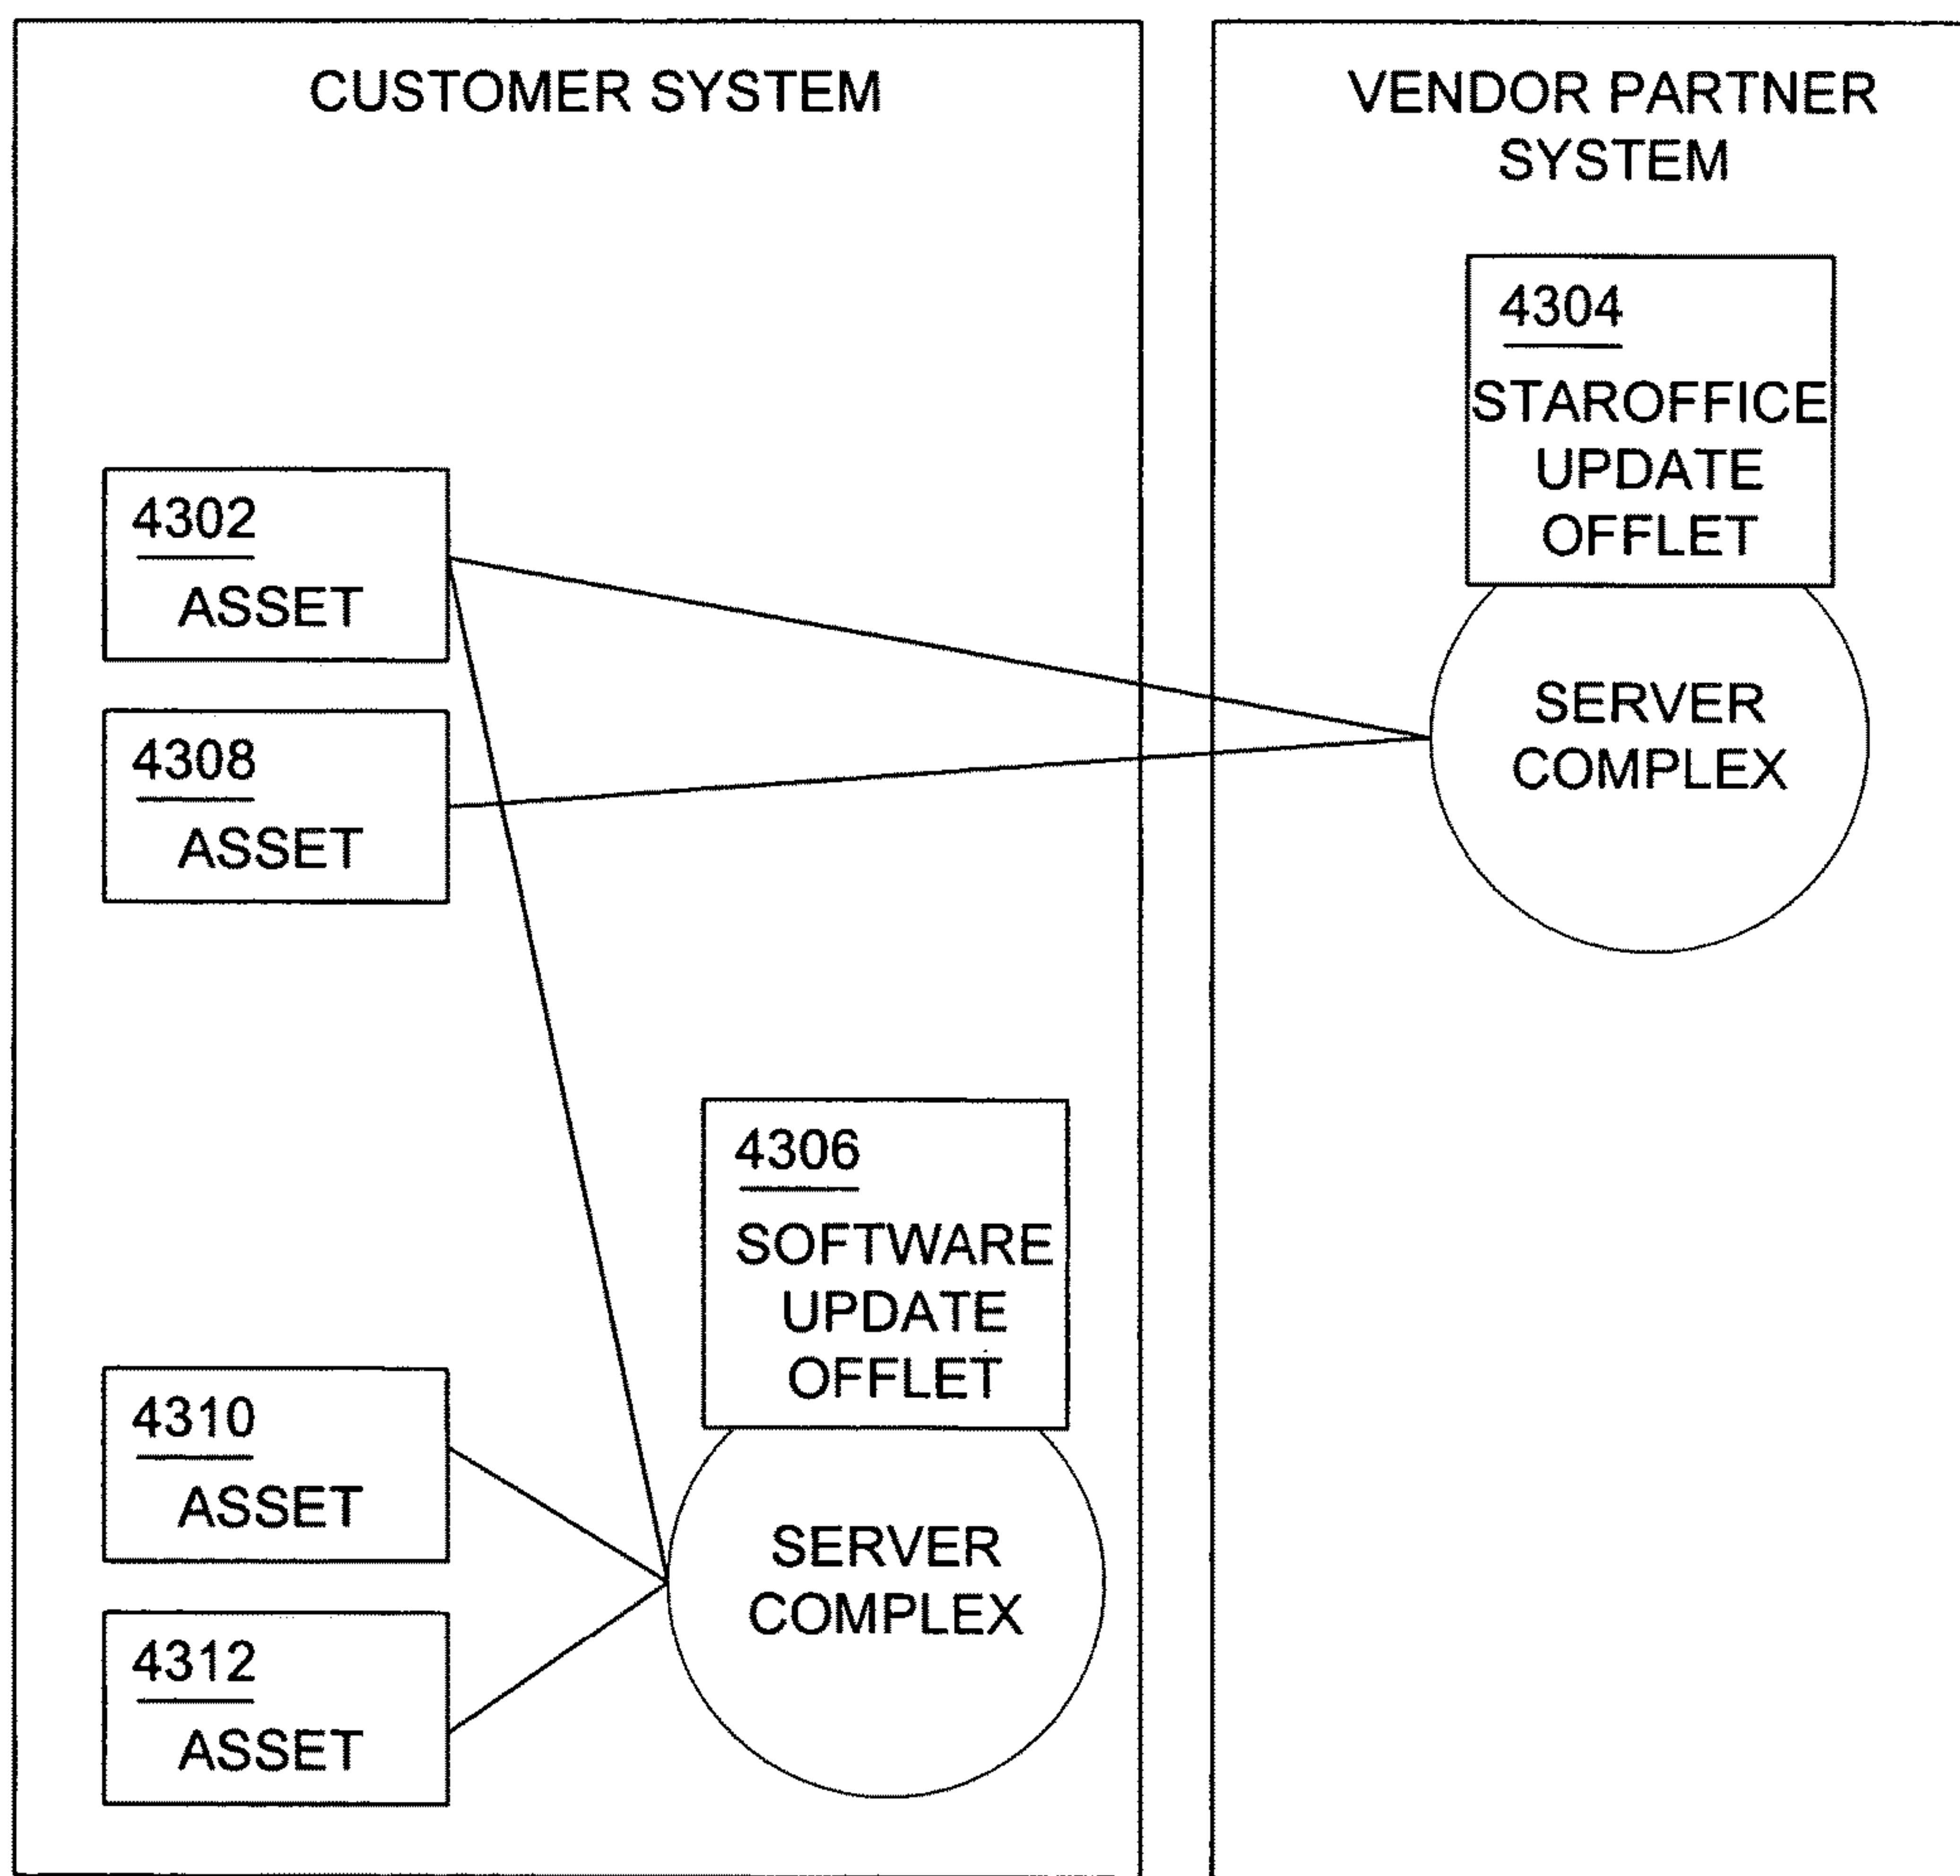 CUSTOMER SYSTEM
VENDOR PARTNER
SYSTEM
4304
STAROFFICE
UPDATE
OFFLET
SERVER
COMPLEX
4302
ASSET
4308
ASSET
4306
SOFTWARE
UPDATE
OFFLET
SERVER
COMPLEX
4310
ASSET
4312
ASSET